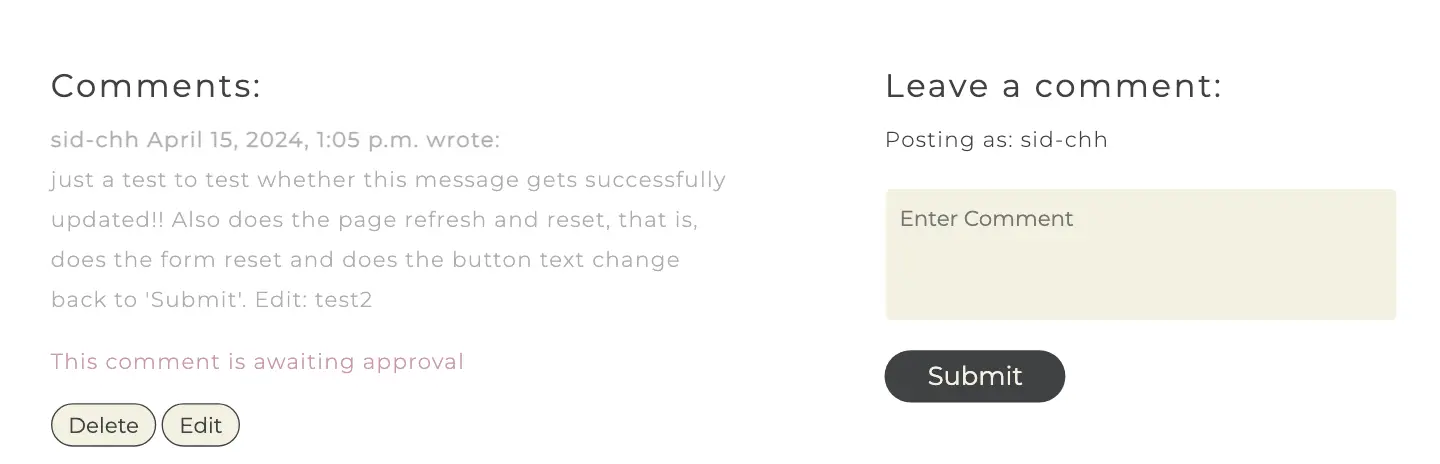 Comments:
sid-chh April 15, 2024, 1:05 p.m. wrote:
just a test to test whether this message gets successfully
updated!! Also does the page refresh and reset, that is,
does the form reset and does the button text change
back to 'Submit'. Edit: test2
This comment is awaiting approval
Delete Edit
Leave a comment:
Posting as: sid-chh
Enter Comment
Submit